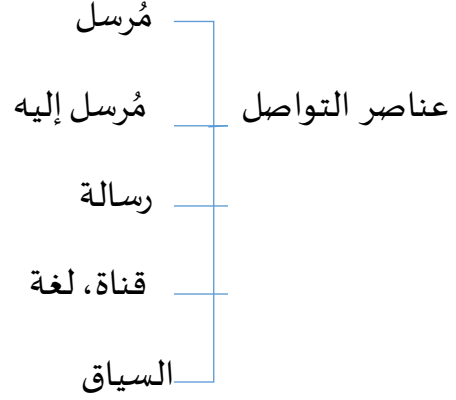 مُرسل
عناصر التواصل
مُرسل إليه
رسالة
قناة، لغة
السياق